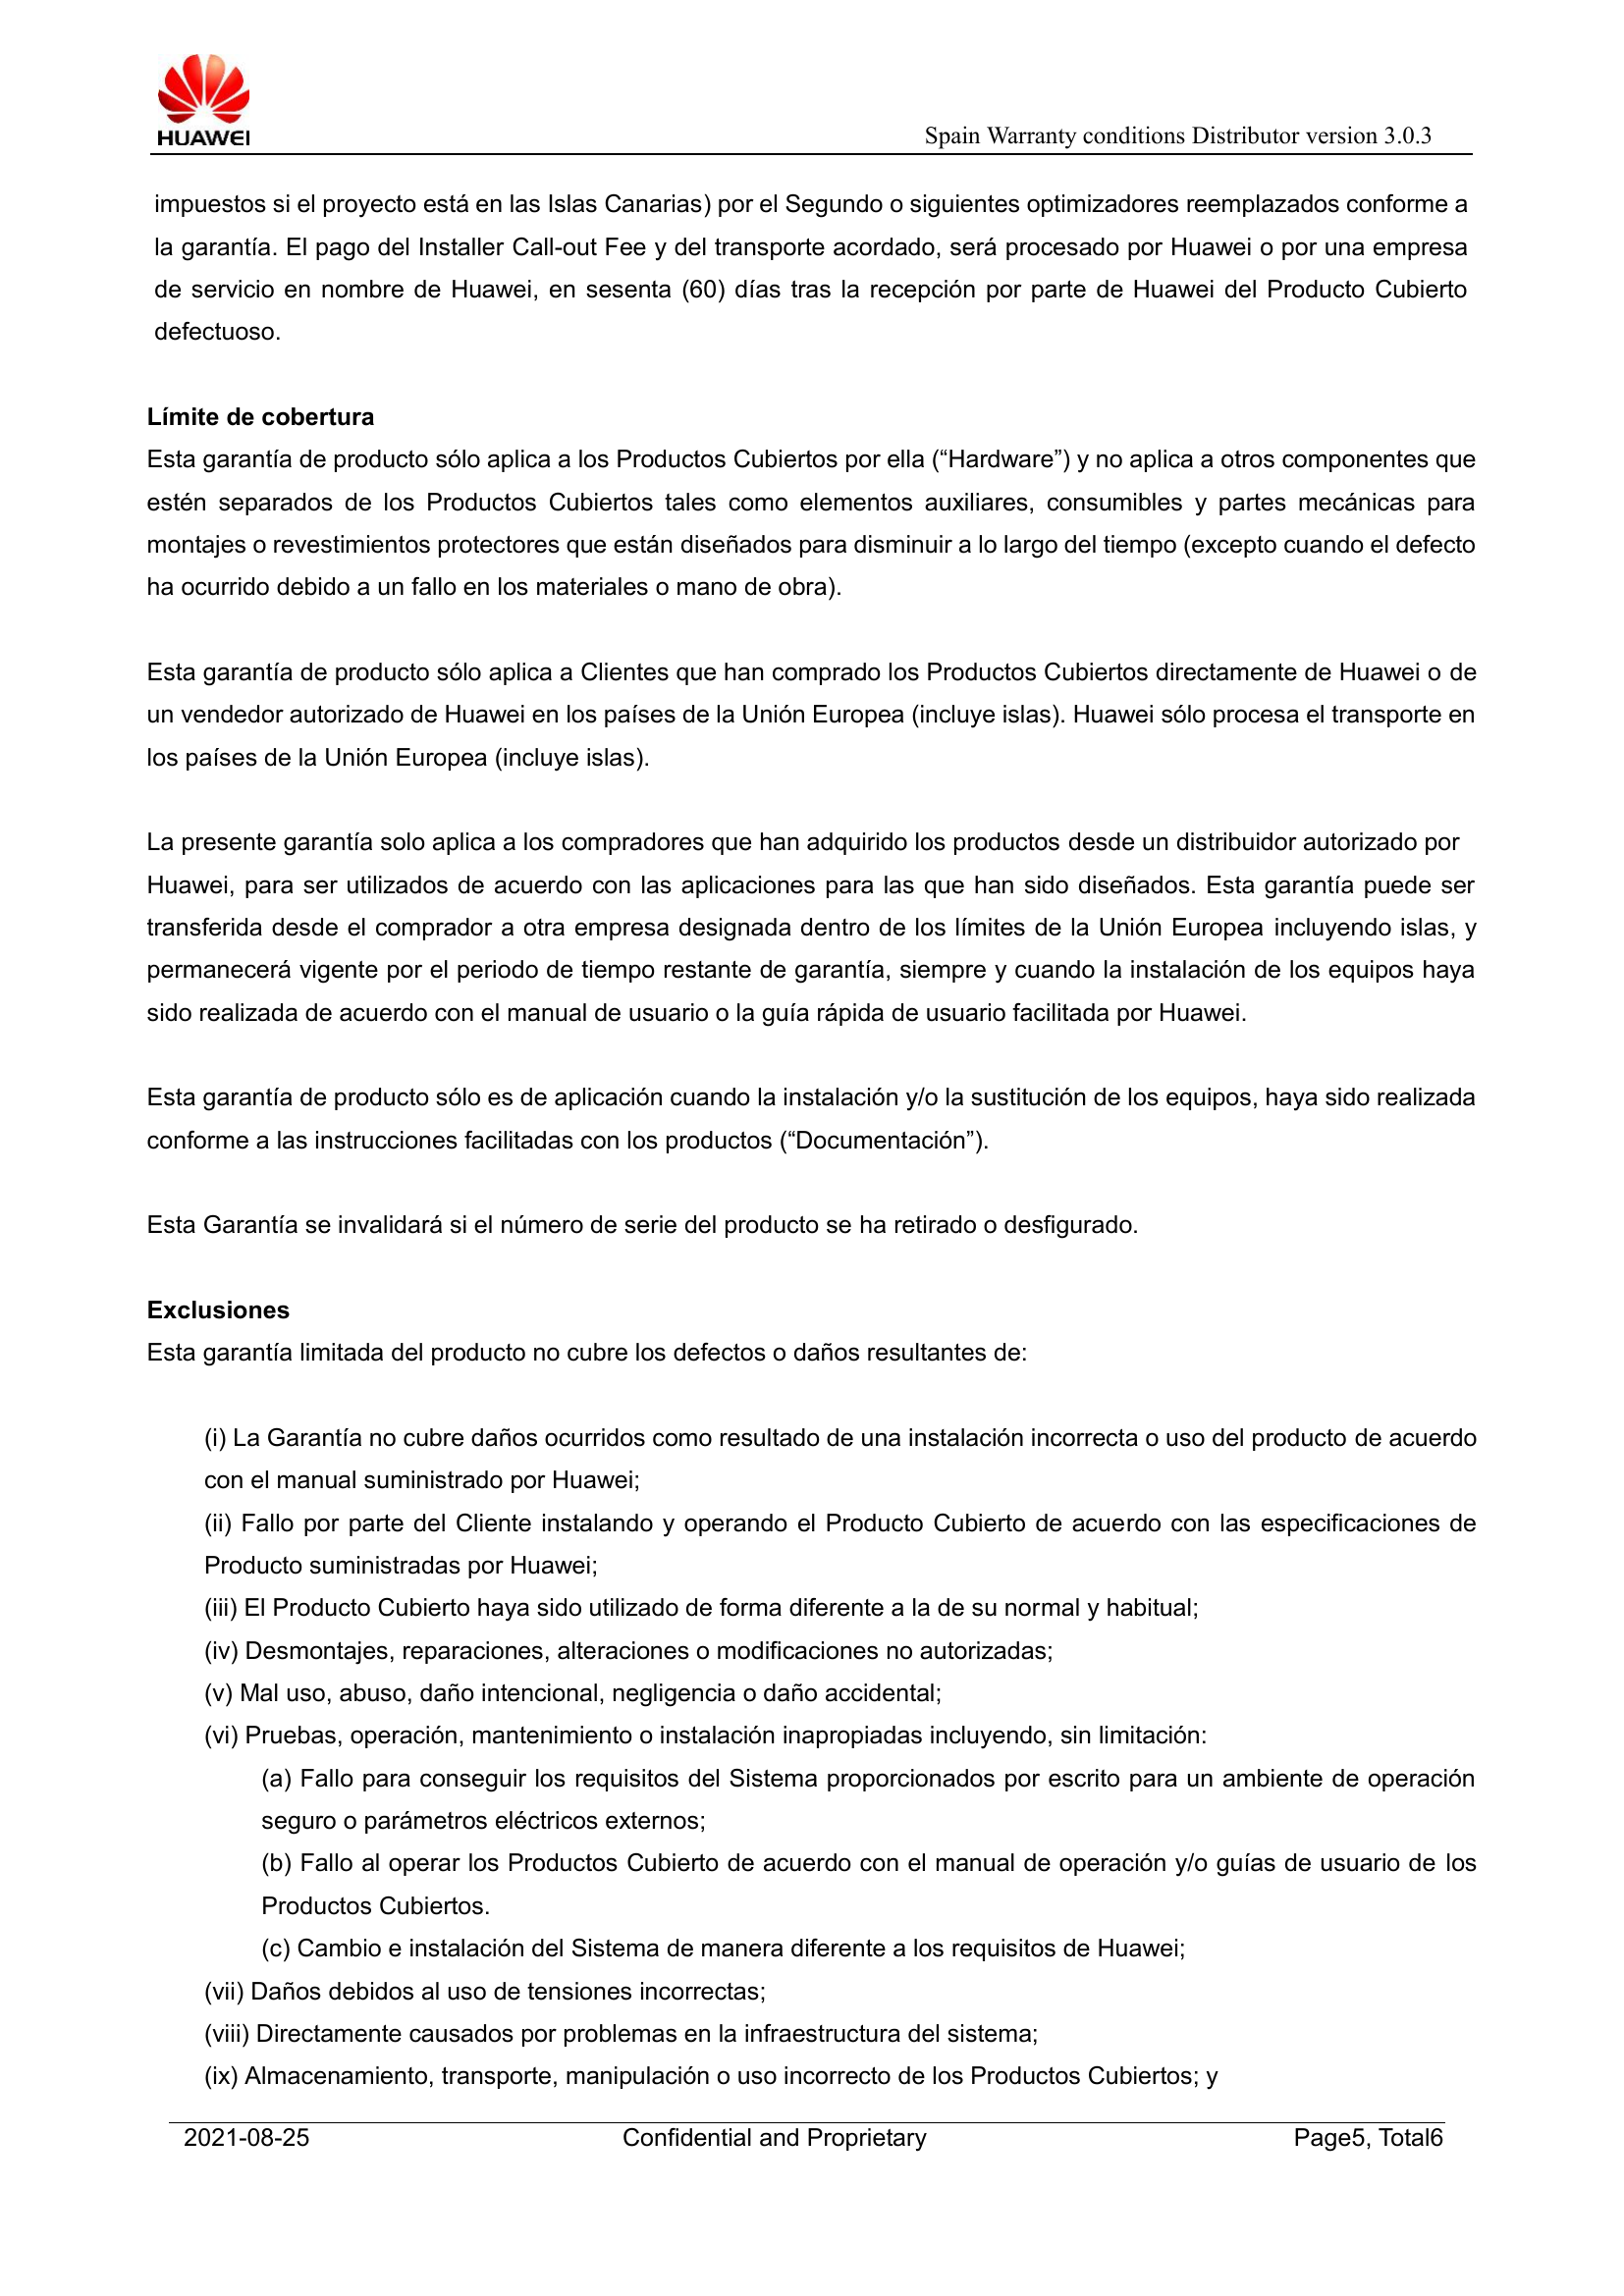 HUAWEI
Spain Warranty conditions Distributor version 3.0.3
impuestos si el proyecto está en las Islas Canarias) por el Segundo o siguientes optimizadores reemplazados conforme a
la garantía. El pago del Installer Call-out Fee y del transporte acordado, será procesado por Huawei o por una empresa
de servicio en nombre de Huawei, en sesenta (60) días tras la recepción por parte de Huawei del Producto Cubierto
defectuoso.
Límite de cobertura
Esta garantía de producto sólo aplica a los Productos Cubiertos por ella (“Hardware”) y no aplica a otros componentes que
estén separados de los Productos Cubiertos tales como elementos auxiliares, consumibles y partes mecánicas para
montajes o revestimientos protectores que están diseñados para disminuir a lo largo del tiempo (excepto cuando el defecto
ha ocurrido debido a un fallo en los materiales o mano de obra).
Esta garantía de producto sólo aplica a Clientes que han comprado los Productos Cubiertos directamente de Huawei o de
un vendedor autorizado de Huawei en los países de la Unión Europea (incluye islas). Huawei sólo procesa el transporte en
los países de la Unión Europea (incluye islas).
La presente garantía solo aplica a los compradores que han adquirido los productos desde un distribuidor autorizado por
Huawei, para ser utilizados de acuerdo con las aplicaciones para las que han sido diseñados. Esta garantía puede ser
transferida desde el comprador a otra empresa designada dentro de los límites de la Unión Europea incluyendo islas, y
permanecerá vigente por el periodo de tiempo restante de garantía, siempre y cuando la instalación de los equipos haya
sido realizada de acuerdo con el manual de usuario o la guía rápida de usuario facilitada por Huawei.
Esta garantía de producto sólo es de aplicación cuando la instalación y/o la sustitución de los equipos, haya sido realizada
conforme a las instrucciones facilitadas con los productos (“Documentación”).
Esta Garantía se invalidará si el número de serie del producto se ha retirado o desfigurado.
Exclusiones
Esta garantía limitada del producto no cubre los defectos o daños resultantes de:
(i) La Garantía no cubre daños ocurridos como resultado de una instalación incorrecta o uso del producto de acuerdo
con el manual suministrado por Huawei;
(ii) Fallo por parte del Cliente instalando y operando el Producto Cubierto de acuerdo con las especificaciones de
Producto suministradas por Huawei;
(iii) El Producto Cubierto haya sido utilizado de forma diferente a la de su normal y habitual;
(iv) Desmontajes, reparaciones, alteraciones o modificaciones no autorizadas;
(v) Mal uso, abuso, daño intencional, negligencia o daño accidental;
(vi) Pruebas, operación, mantenimiento o instalación inapropiadas incluyendo, sin limitación:
(a) Fallo para conseguir los requisitos del Sistema proporcionados por escrito para un ambiente de operación
seguro o parámetros eléctricos externos;
(b) Fallo al operar los Productos Cubierto de acuerdo con el manual de operación y/o guías de usuario de los
Productos Cubiertos.
(c) Cambio e instalación del Sistema de manera diferente a los requisitos de Huawei;
(vii) Daños debidos al uso de tensiones incorrectas;
(viii) Directamente causados por problemas en la infraestructura del sistema;
(ix) Almacenamiento, transporte, manipulación o uso incorrecto de los Productos Cubiertos; y
2021-08-25 Confidential and Proprietary Page5, Total6